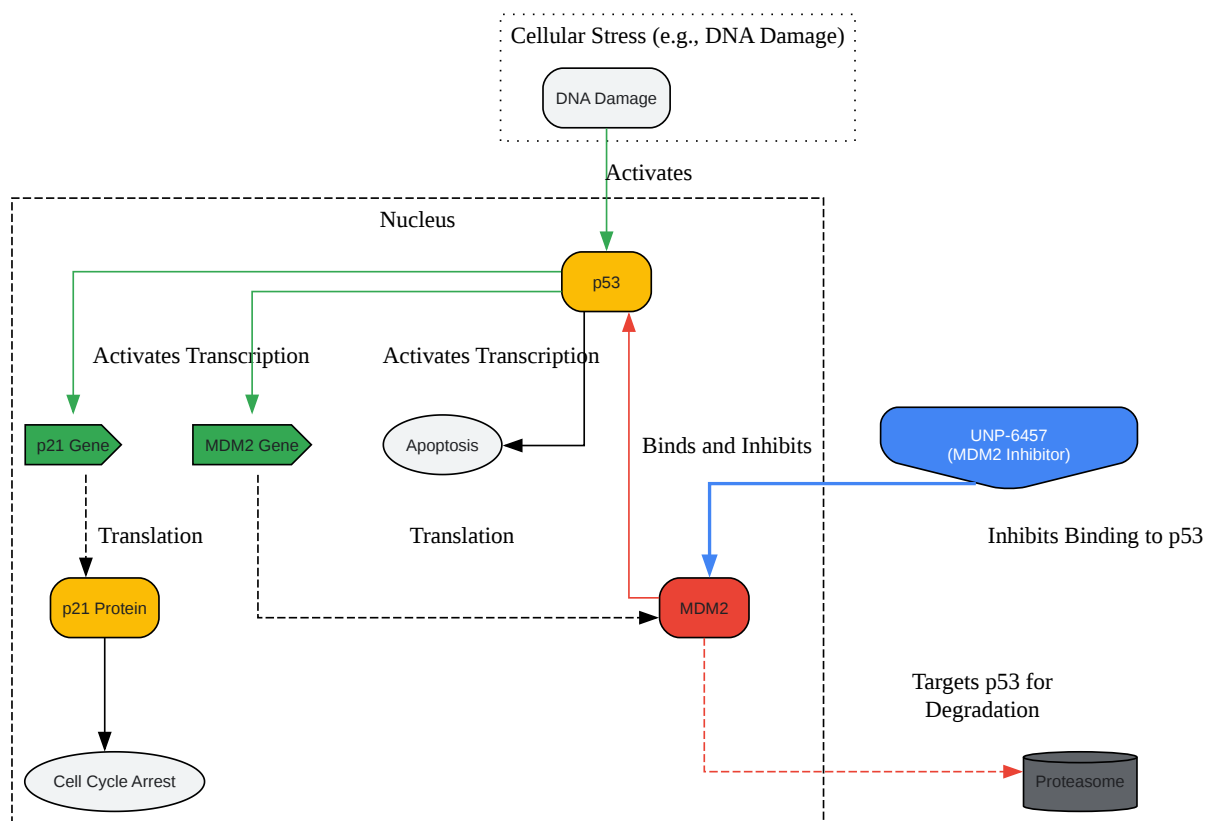 Cellular Stress (e.g., DNA Damage)
DNA Damage
Activates
Nucleus
p53
Activates Transcription
Activates Transcription
p21 Gene
MDM2 Gene
Apoptosis
Binds and Inhibits
UNP-6457
(MDM2 Inhibitor)
Translation
Translation
Inhibits Binding to p53
p21 Protein
MDM2
Targets p53 for
Degradation
Cell Cycle Arrest
Proteasome